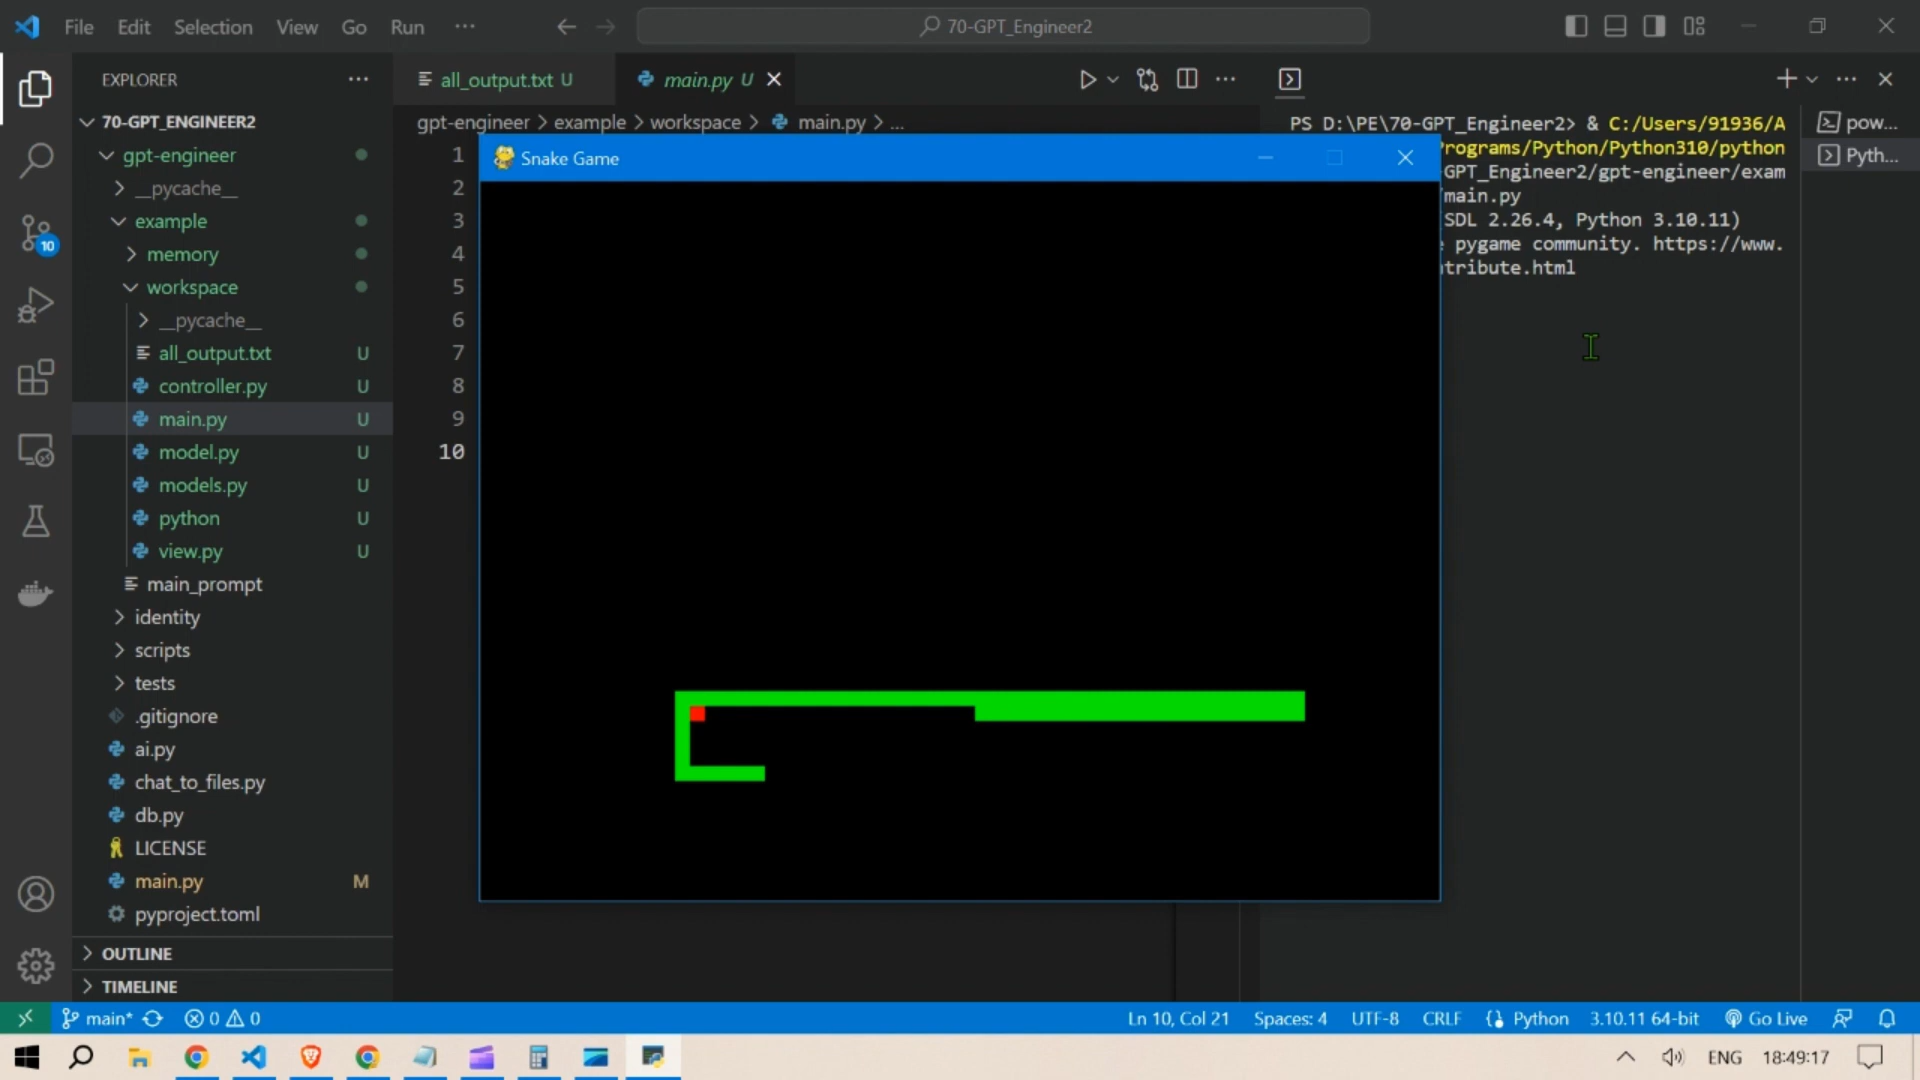 File Edit Selection View Go Run ···
70-GPT_Engineer2
EXPLORER ···
70-GPT_ENGINEER2
gpt-engineer
__pycache__
example
memory
workspace
__pycache__
all_output.txt U
controller.py U
main.py U
model.py U
models.py U
python U
view.py U
main_prompt
identity
scripts
tests
.gitignore
ai.py
chat_to_files.py
db.py
LICENSE
main.py M
pyproject.toml
OUTLINE
TIMELINE
10
all_output.txt U
main.py U
gpt-engineer > example > workspace > main.py > ...
1
2
3
4
5
6
7
8
9
10
Snake Game
PS D:\PE\70-GPT_Engineer2> & C:/Users/91936/A
rograms/Python/Python310/python
-GPT_Engineer2/gpt-engineer/exam
main.py
(SDL 2.26.4, Python 3.10.11)
pygame community. https://www.
tribute.html
pow...
Pyth...
main* 0 0
Ln 10, Col 21 Spaces: 4 UTF-8 CRLF Python 3.10.11 64-bit Go Live
ENG 18:49:17